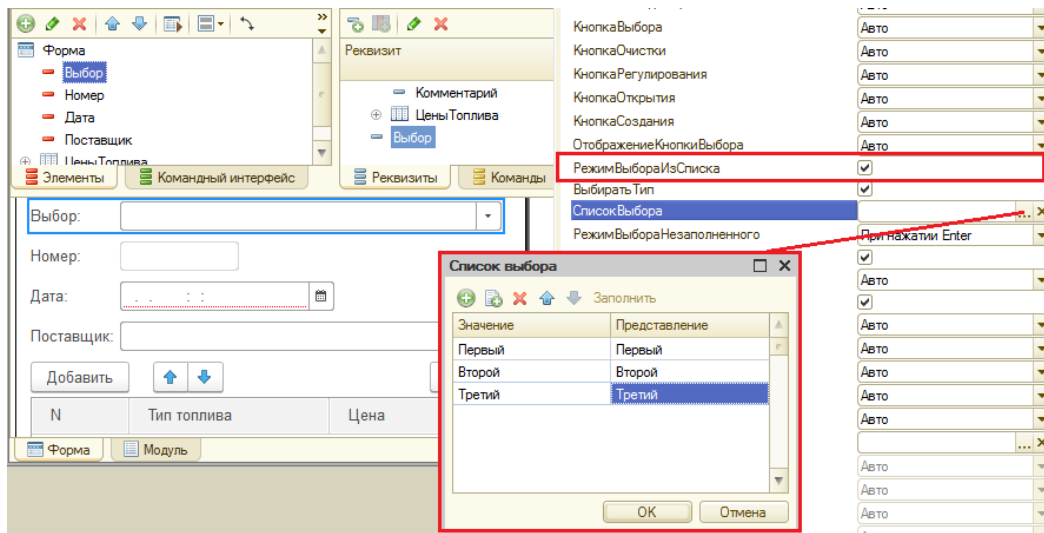 Форма
Выбор
Номер
Дата
Поставщик
ЦеныТоплива
Элементы
Командный интерфейс
Реквизит
Комментарий
ЦеныТоплива
Выбор
Реквизиты
Команды
КнопкаВыбора Авто
КнопкаОчистки Авто
КнопкаРегулирования Авто
КнопкаОткрытия Авто
КнопкаСоздания Авто
ОтображениеКнопкиВыбора Авто
РежимВыбораИзСписка
ВыбиратьТип
СписокВыбора ...
РежимВыбораНезаполненного При нажатии Enter
Авто
Авто
Авто
Авто
Авто
Авто
...
Авто
Авто
Авто
Выбор:
Номер:
Дата: . . : :
Поставщик:
Добавить
N Тип топлива Цена
Форма Модуль
Список выбора
Заполнить
Значение Представление
Первый Первый
Второй Второй
Третий Третий
OK Отмена